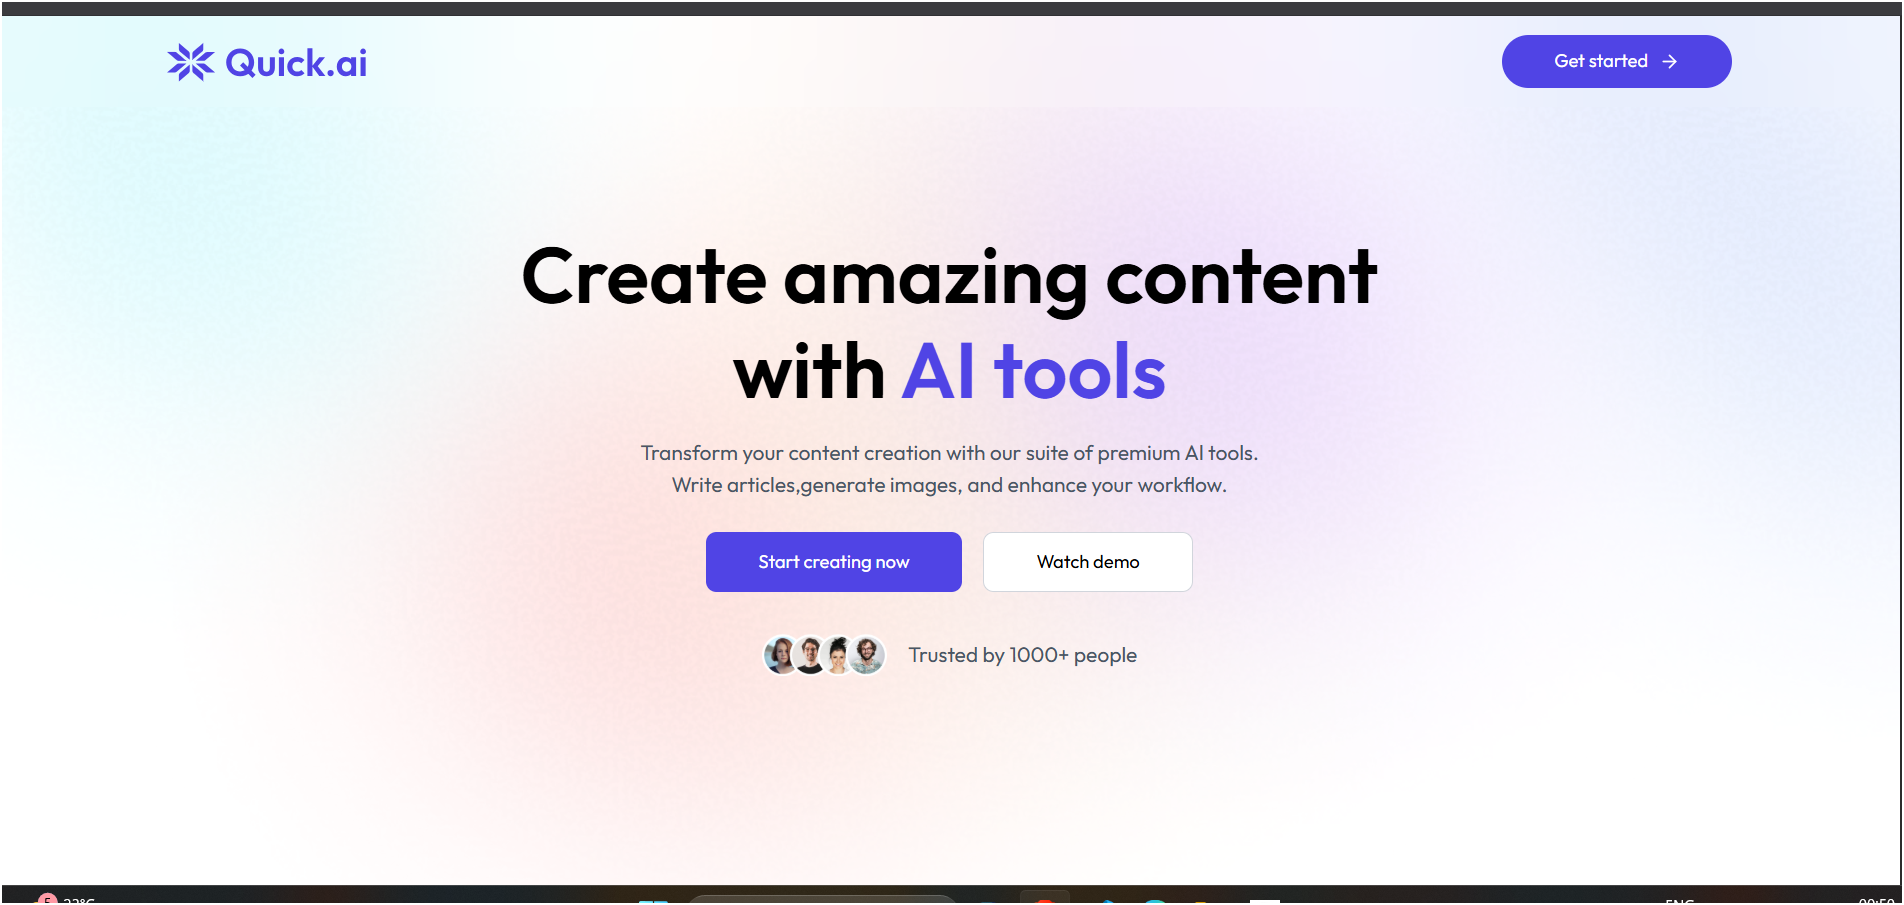 Quick.ai
Get started
Create amazing content
with AI tools
Transform your content creation with our suite of premium AI tools.
Write articles,generate images, and enhance your workflow.
Start creating now
Watch demo
Trusted by 1000+ people